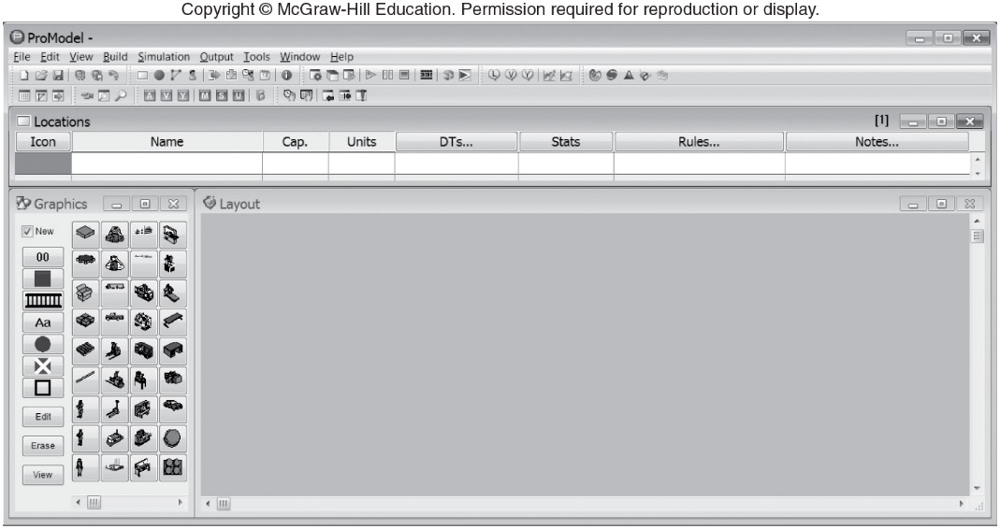 Copyright © McGraw-Hill Education. Permission required for reproduction or display.
ProModel -
File Edit View Build Simulation Output Tools Window Help
Locations [1]
Icon Name Cap. Units DTs... Stats Rules... Notes...
Graphics Layout
New
00
Aa
Edit
Erase
View